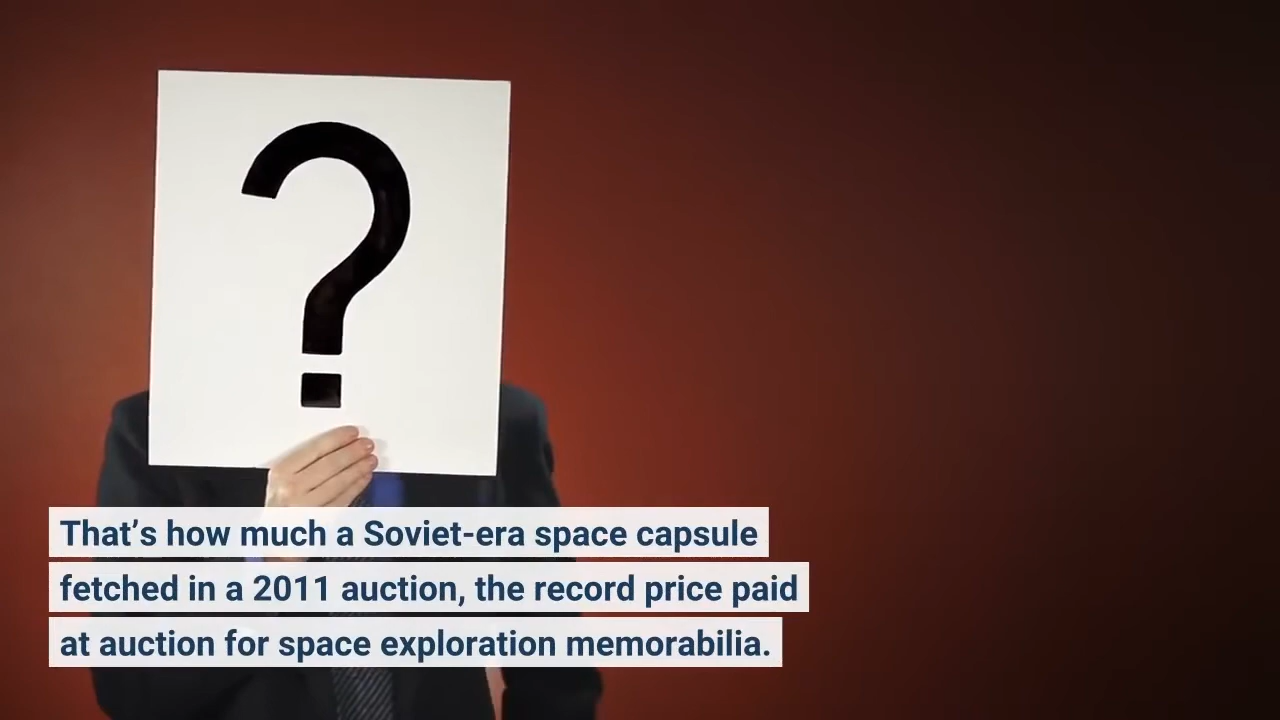 ?
That’s how much a Soviet-era space capsule
fetched in a 2011 auction, the record price paid
at auction for space exploration memorabilia.